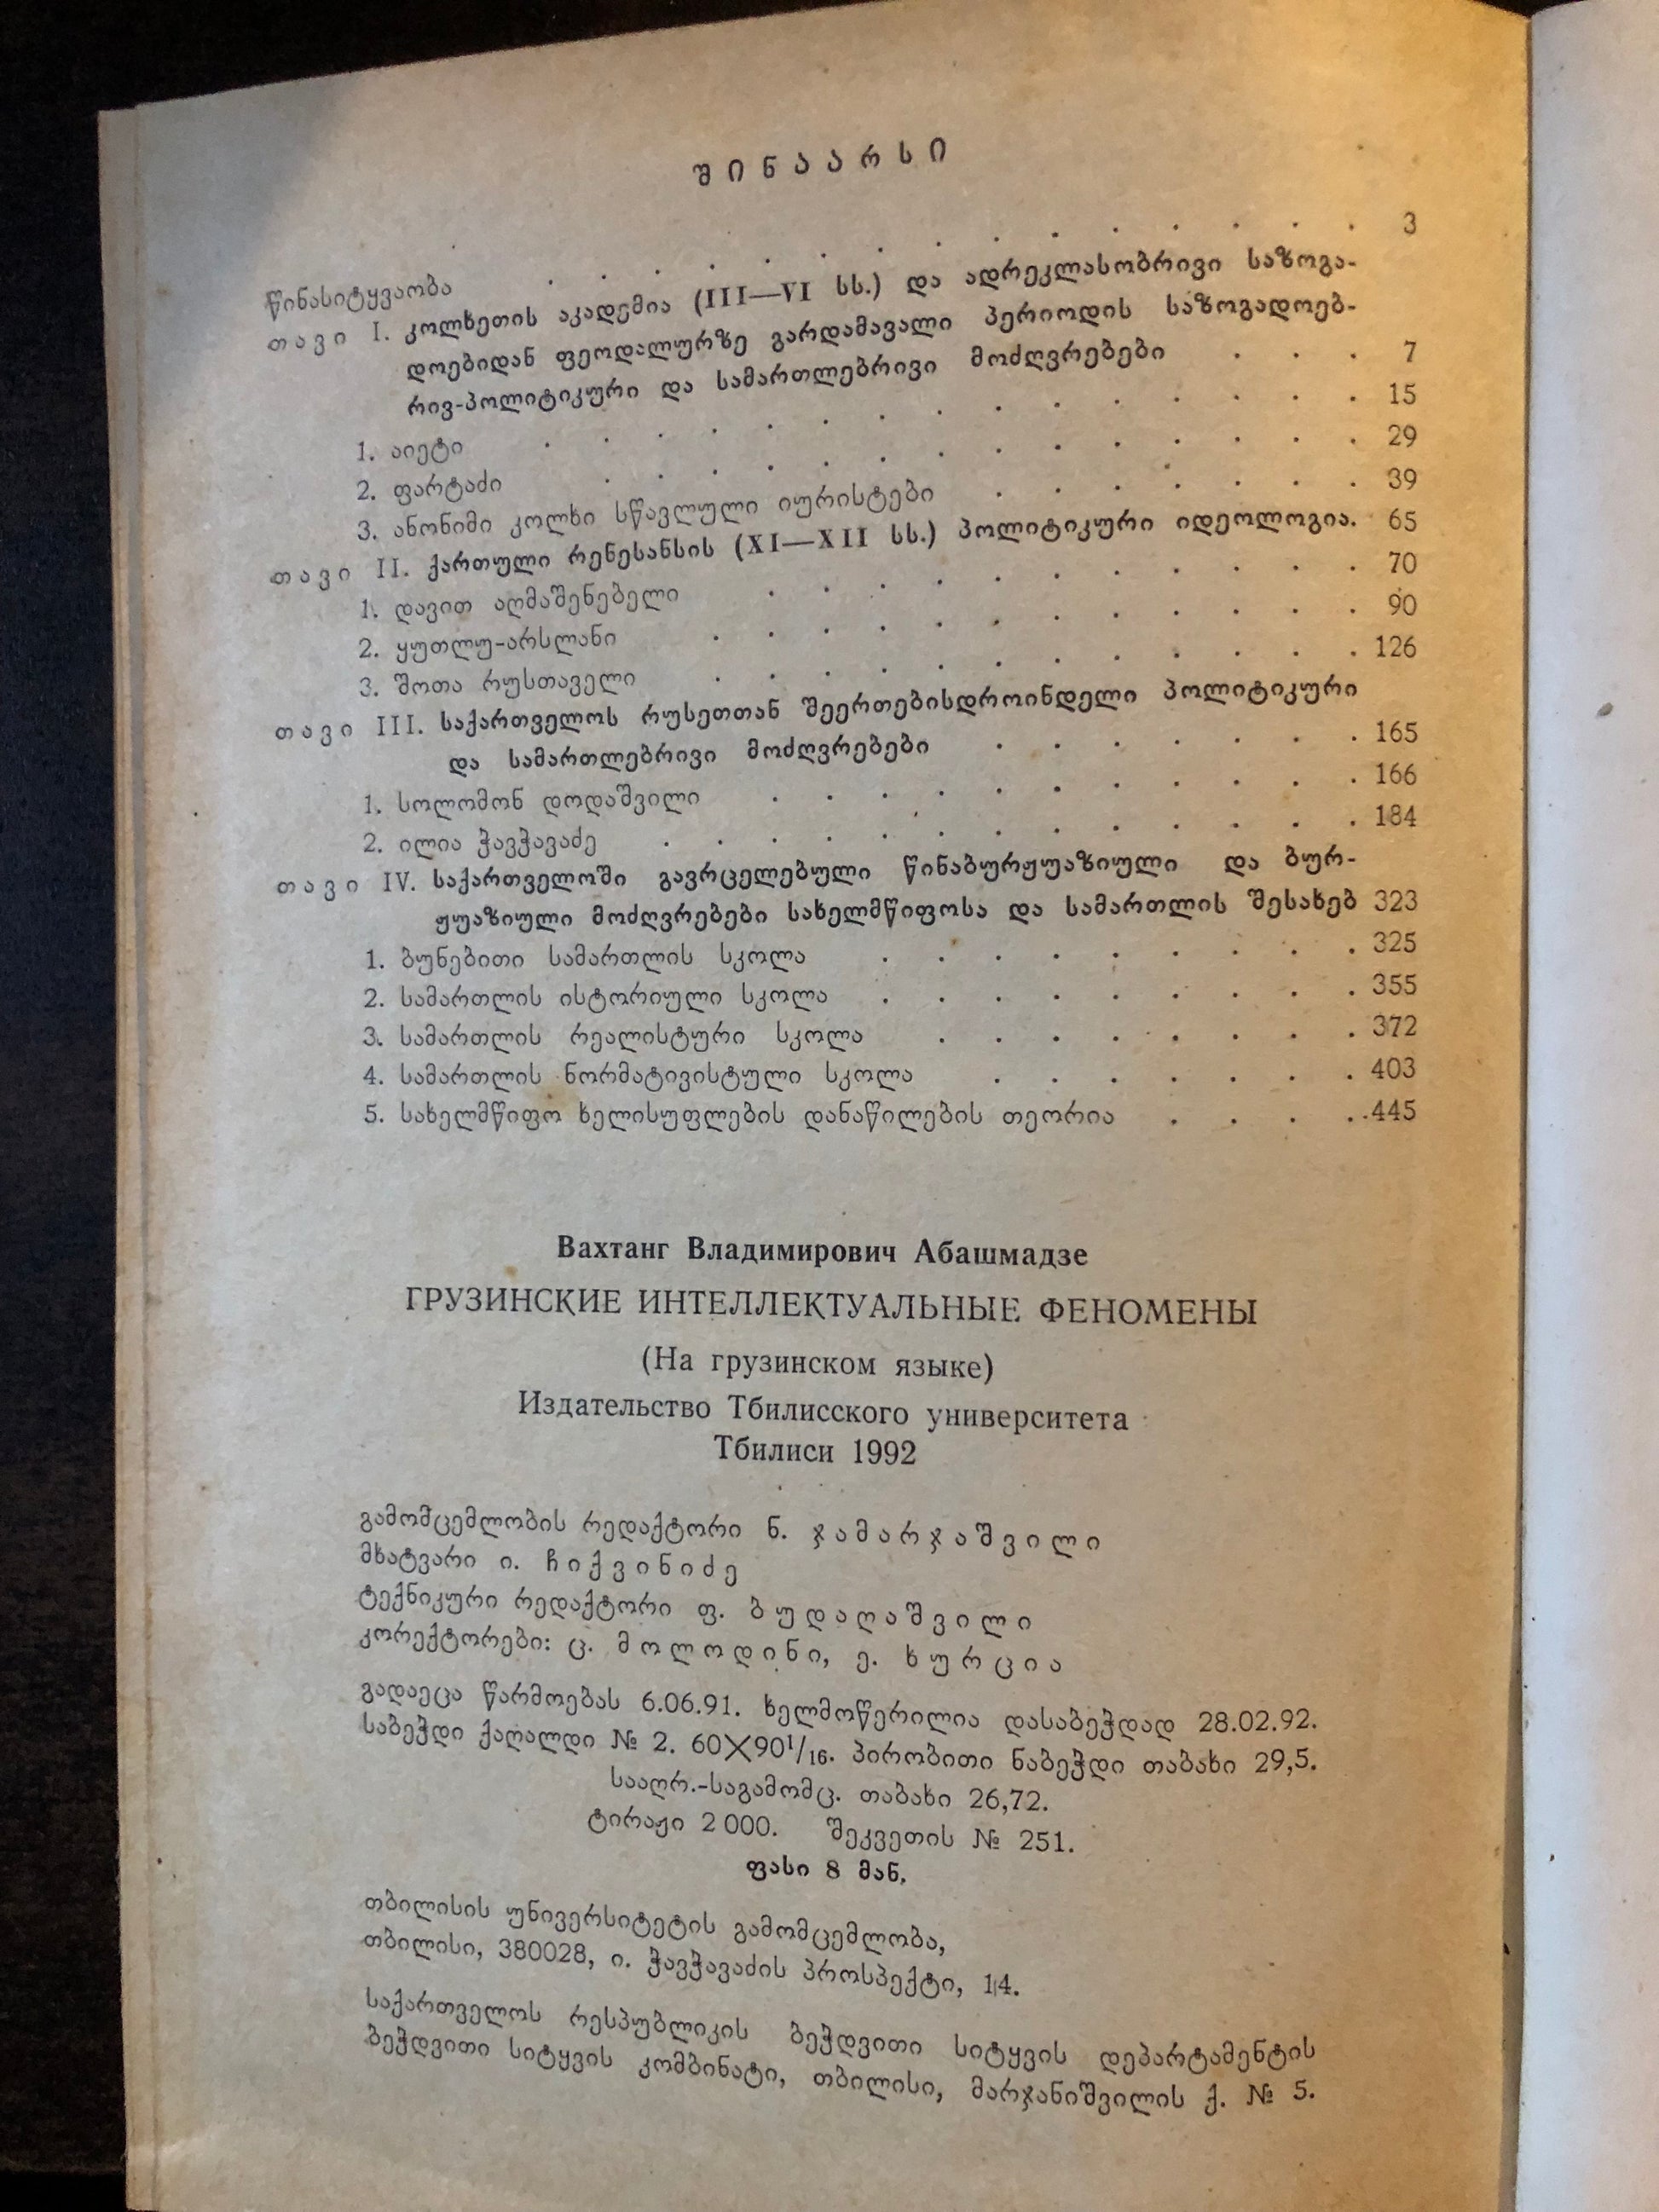 შინაარსი
წინასიტყვაობა . . . . . . . . . . . . . . 3
თავი I. კოლხეთის აკადემია (III—VI სს.) და ადრეკლასობრივი საზოგა-
დოებიდან ფეოდალურზე გარდამავალი პერიოდის საზოგადოებ-
რივ-პოლიტიკური და სამართლებრივი მოძღვრებები . . . 7
1. აიეტი . . . . . . . . . . . . . . 15
2. ფარტაძი . . . . . . . . . . . . . . 29
3. ანონიმი კოლხი სწავლული იურისტები . . . . . . . 39
თავი II. ქართული რენესანსის (XI—XII სს.) პოლიტიკური იდეოლოგია. 65
1. დავით აღმაშენებელი . . . . . . . . . . . 70
2. ყუთლუ-არსლანი . . . . . . . . . . . . 90
3. შოთა რუსთაველი . . . . . . . . . . . . 126
თავი III. საქართველოს რუსეთთან შეერთებისდროინდელი პოლიტიკური
და სამართლებრივი მოძღვრებები . . . . . . . 165
1. სოლომონ დოდაშვილი . . . . . . . . . . . 166
2. ილია ჭავჭავაძე . . . . . . . . . . . . . 184
თავი IV. საქართველოში გავრცელებული წინაბურჟუაზიული და ბურ-
ჟუაზიული მოძღვრებები სახელმწიფოსა და სამართლის შესახებ 323
1. ბუნებითი სამართლის სკოლა . . . . . . . . . 325
2. სამართლის ისტორიული სკოლა . . . . . . . . . 355
3. სამართლის რეალისტური სკოლა . . . . . . . . 372
4. სამართლის ნორმატივისტული სკოლა . . . . . . . 403
5. სახელმწიფო ხელისუფლების დანაწილების თეორია . . . . 445
Вахтанг Владимирович Абашмадзе
ГРУЗИНСКИЕ ИНТЕЛЛЕКТУАЛЬНЫЕ ФЕНОМЕНЫ
(На грузинском языке)
Издательство Тбилисского университета
Тбилиси 1992
გამომცემლობის რედაქტორი ნ. ჯამარჯაშვილი
მხატვარი ი. ჩიქვინიძე
ტექნიკური რედაქტორი ფ. ბუდაღაშვილი
კორექტორები: ც. მოლოდინი, ე. ხურცია
გადაეცა წარმოებას 6.06.91. ხელმოწერილია დასაბეჭდად 28.02.92.
საბეჭდი ქაღალდი № 2. 60X90¹/₁₆. პირობითი ნაბეჭდი თაბახი 29,5.
სააღრ.-საგამომც. თაბახი 26,72.
ტირაჟი 2 000. შეკვეთის № 251.
ფასი 8 მან.
თბილისის უნივერსიტეტის გამომცემლობა,
თბილისი, 380028, ი. ჭავჭავაძის პროსპექტი, 14.
საქართველოს რესპუბლიკის ბეჭდვითი სიტყვის დეპარტამენტის
ბეჭდვითი სიტყვის კომბინატი, თბილისი, მარჯანიშვილის ქ. № 5.